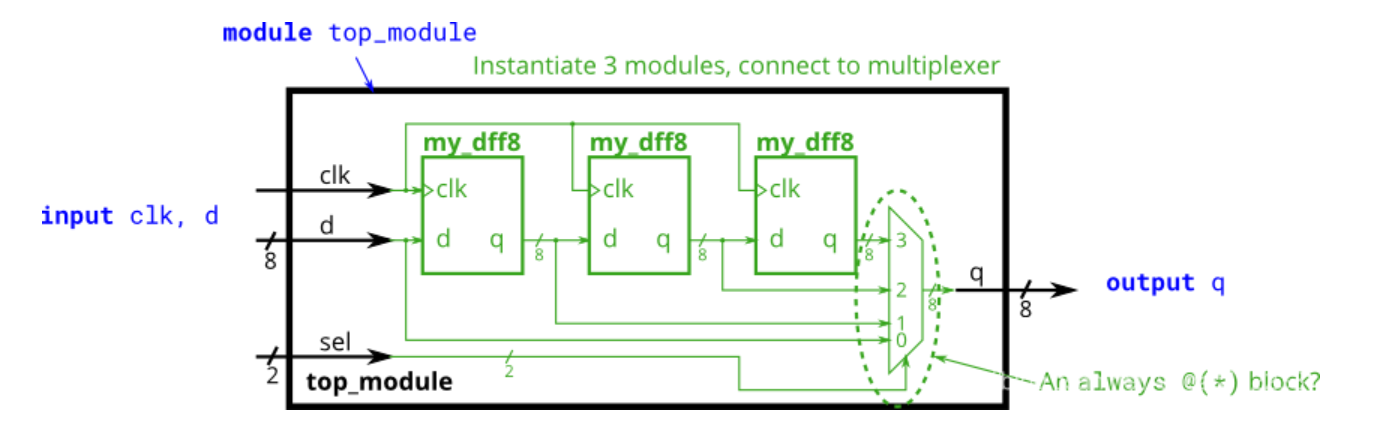 module top_module
Instantiate 3 modules, connect to multiplexer
my_dff8 my_dff8 my_dff8
clk clk clk clk
input clk, d
d d q 8 d q 8 d q 8 3
8
2 8 q 8 output q
1
0
sel 2
2
top_module An always @(*) block?